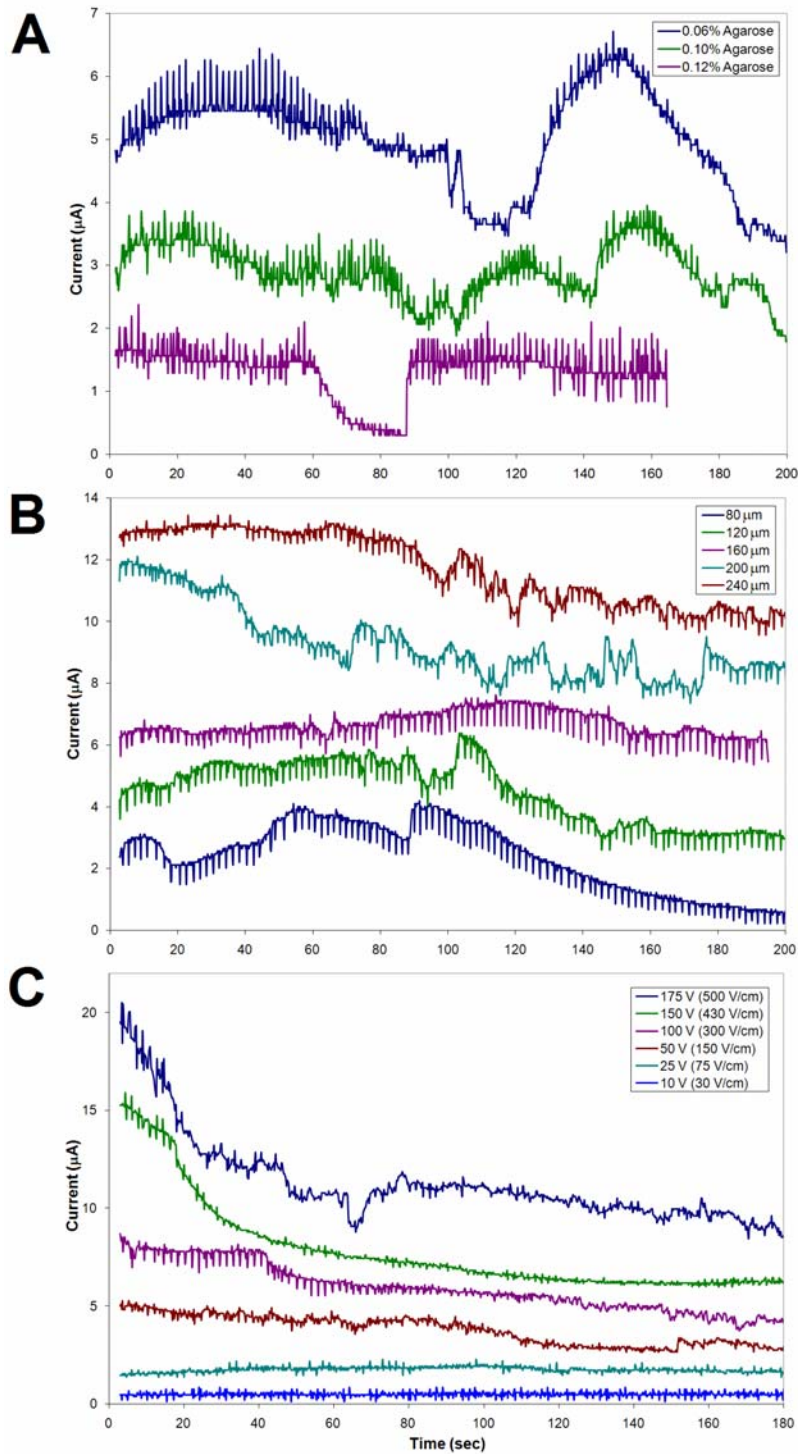 A
7
6
5
4
3
2
1
0
Current (μA)
0.06% Agarose
0.10% Agarose
0.12% Agarose
0 20 40 60 80 100 120 140 160 180 200
B
14
12
10
8
6
4
2
0
Current (μA)
80 μm
120 μm
160 μm
200 μm
240 μm
0 20 40 60 80 100 120 140 160 180 200
C
20
15
10
5
0
Current (μA)
175 V (500 V/cm)
150 V (430 V/cm)
100 V (300 V/cm)
50 V (150 V/cm)
25 V (75 V/cm)
10 V (30 V/cm)
0 20 40 60 80 100 120 140 160 180
Time (sec)